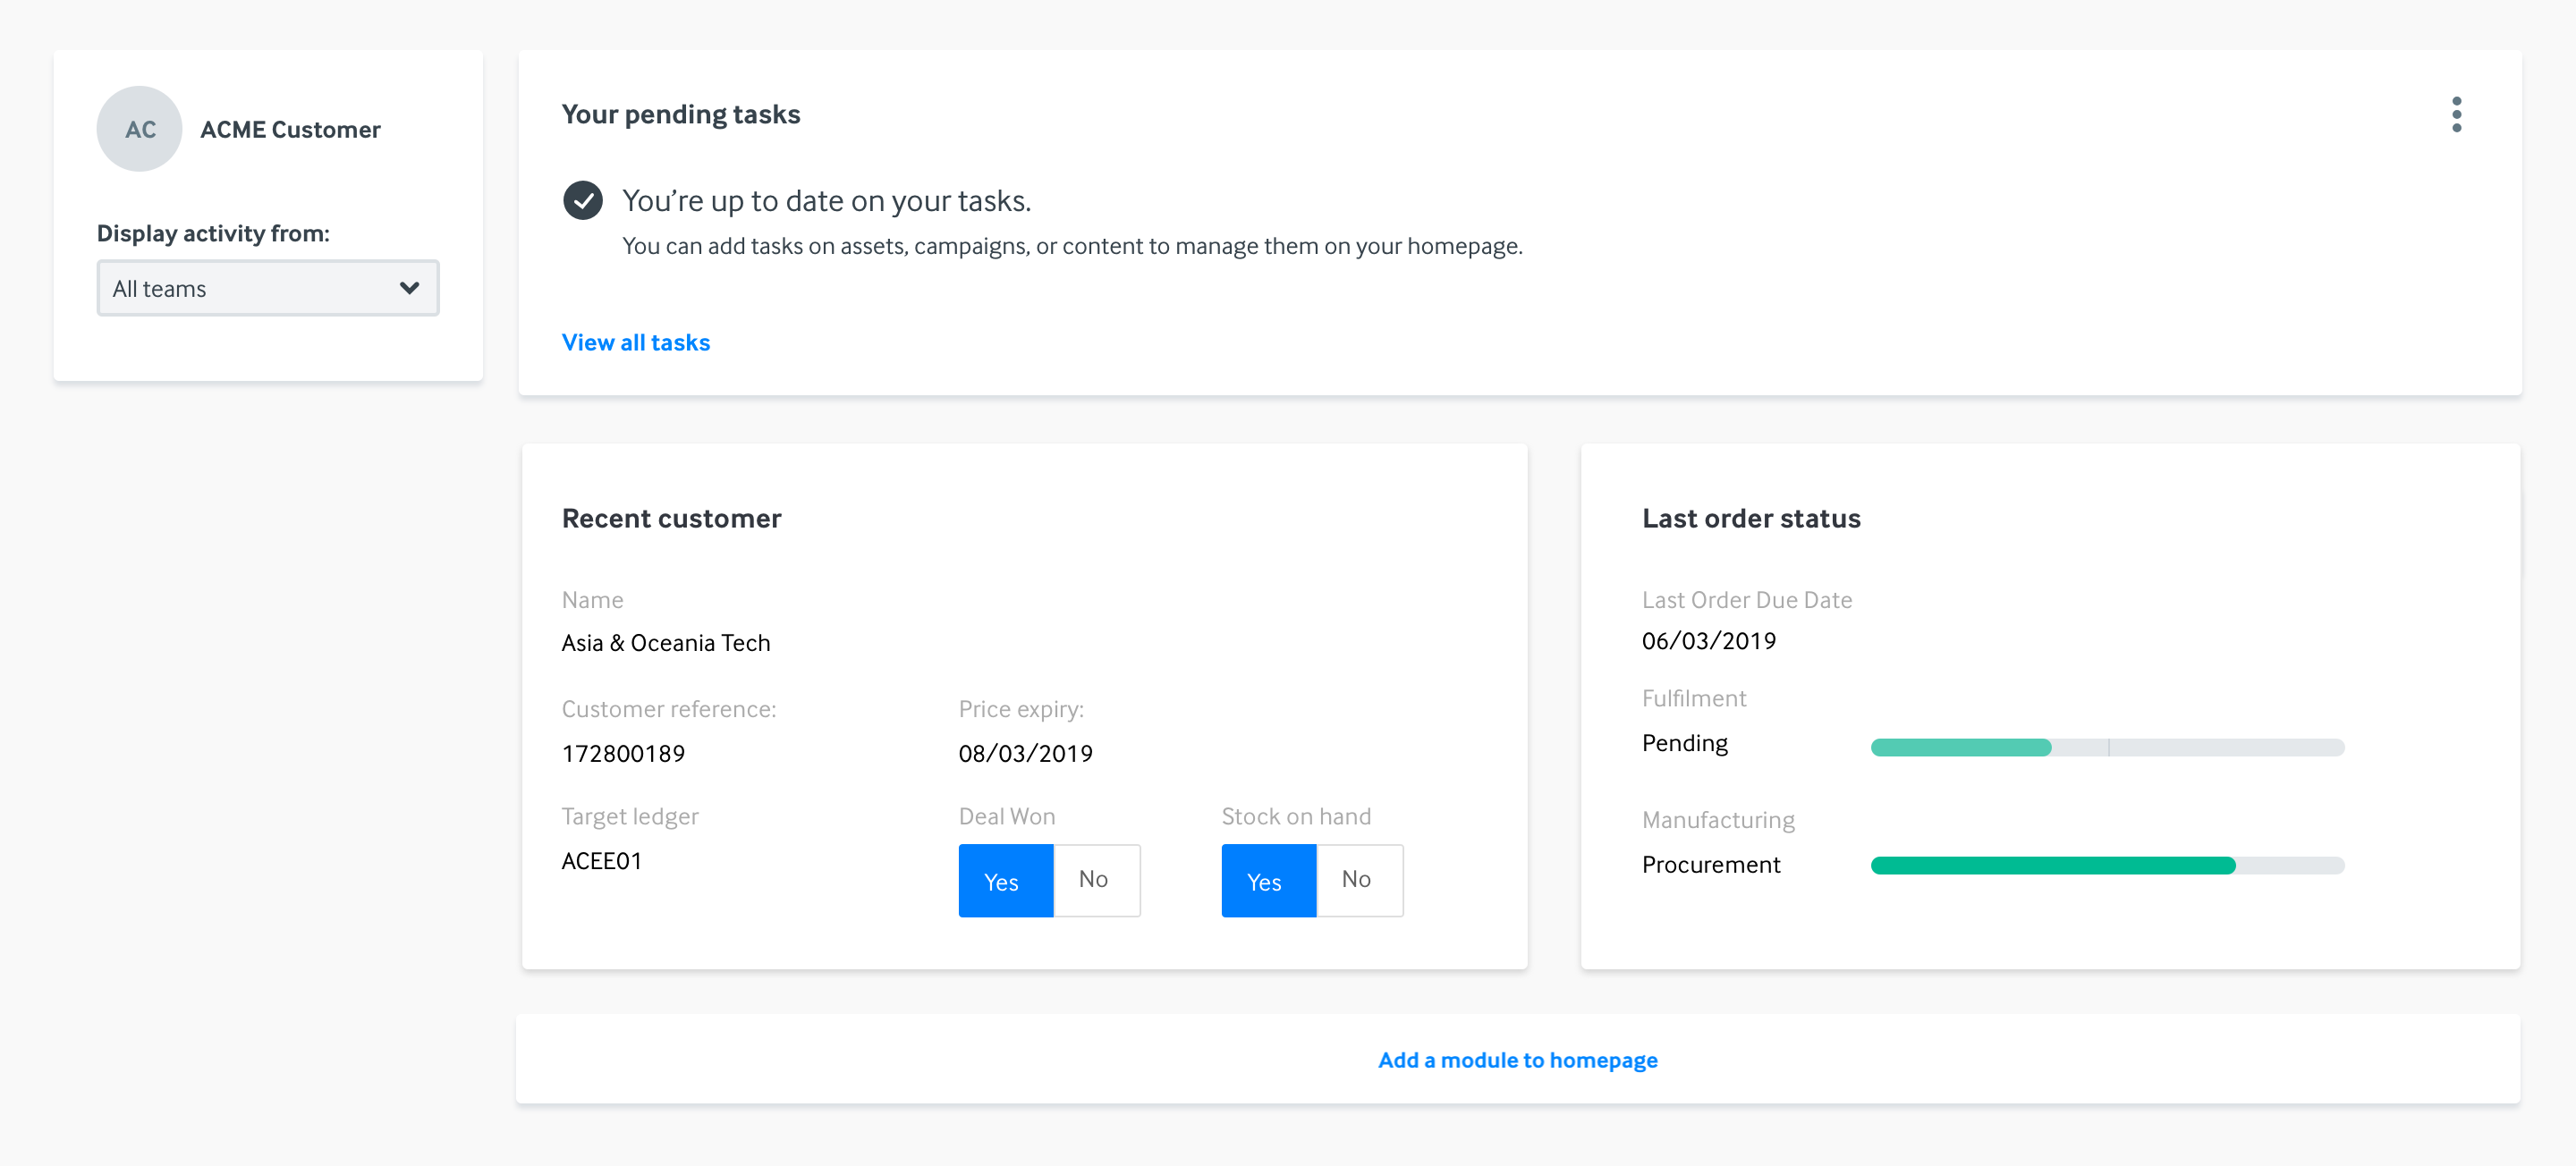 AC
ACME Customer
Display activity from:
All teams
Your pending tasks
You’re up to date on your tasks.
You can add tasks on assets, campaigns, or content to manage them on your homepage.
View all tasks
Recent customer
Name
Asia & Oceania Tech
Customer reference:
172800189
Price expiry:
08/03/2019
Target ledger
ACEE01
Deal Won
Yes No
Stock on hand
Yes No
Last order status
Last Order Due Date
06/03/2019
Fulfilment
Pending
Manufacturing
Procurement
Add a module to homepage